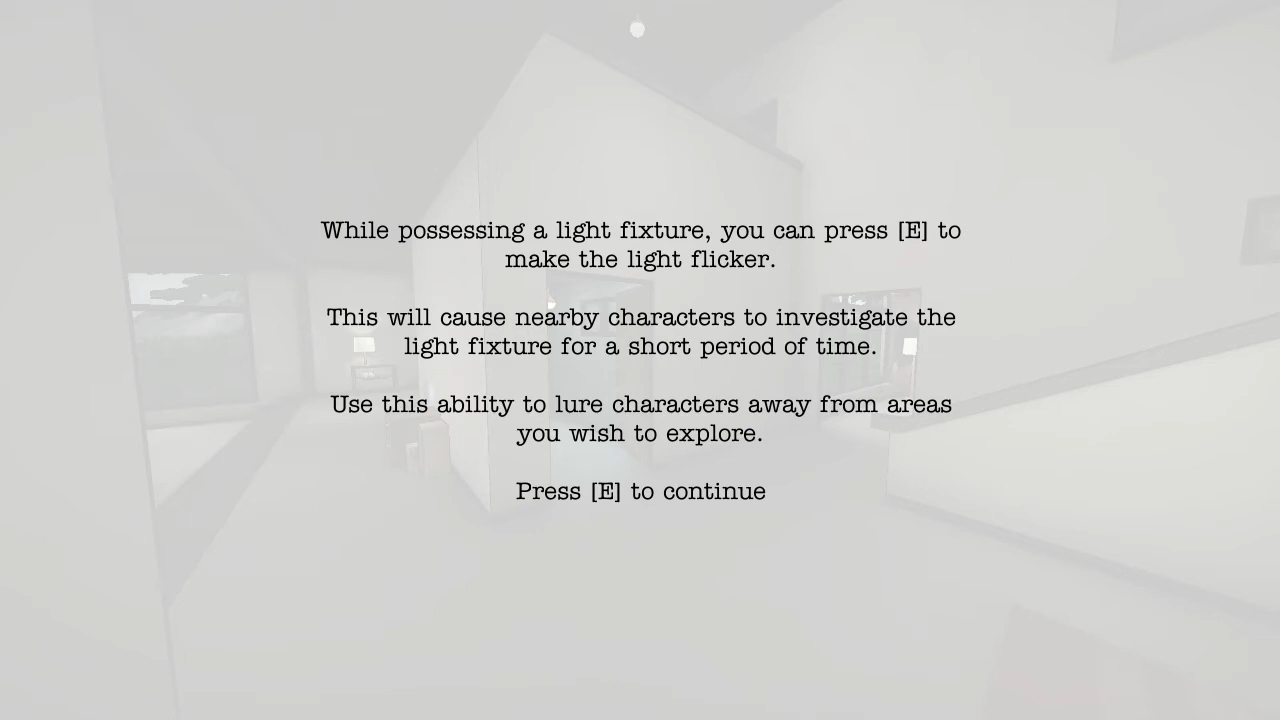 While possessing a light fixture, you can press [E] to
make the light flicker.
This will cause nearby characters to investigate the
light fixture for a short period of time.
Use this ability to lure characters away from areas
you wish to explore.
Press [E] to continue